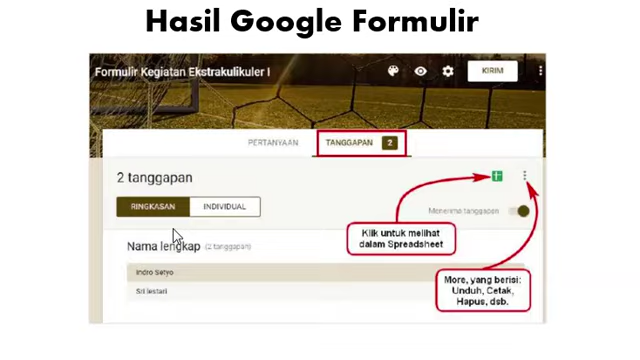 Hasil Google Formulir
Formulir Kegiatan Ekstrakulikuler I
KIRIM
PERTANYAAN
TANGGAPAN 2
2 tanggapan
RINGKASAN
INDIVIDUAL
Menerima tanggapan
Klik untuk melihat
dalam Spreadsheet
Nama lengkap (2 tanggapan)
Indro Setyo
Sri lestari
More, yang berisi:
Unduh, Cetak,
Hapus, dsb.